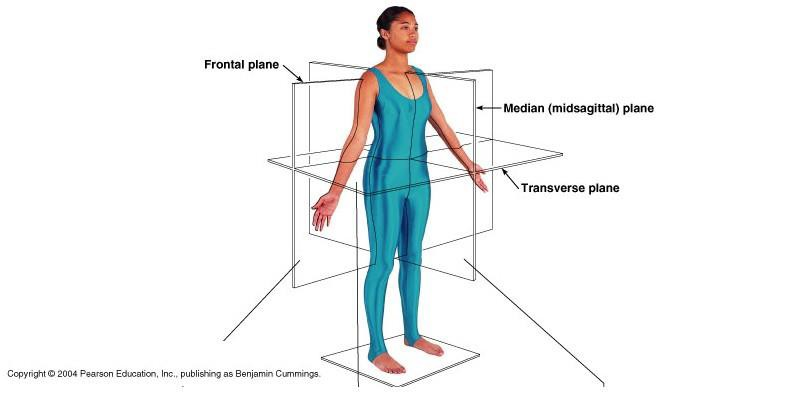 Frontal plane
Median (midsagittal) plane
Transverse plane
Copyright © 2004 Pearson Education, Inc., publishing as Benjamin Cummings.